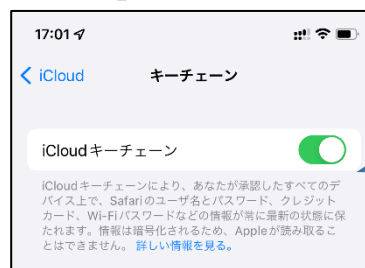 17:01
iCloud キーチェーン
iCloudキーチェーン
iCloudキーチェーンにより、あなたが承認したすべてのデ
バイス上で、Safariのユーザ名とパスワード、クレジット
カード、Wi-Fiパスワードなどの情報が常に最新の状態に保
たれます。情報は暗号化されるため、Appleが読み取るこ
とはできません。詳しい情報を見る。